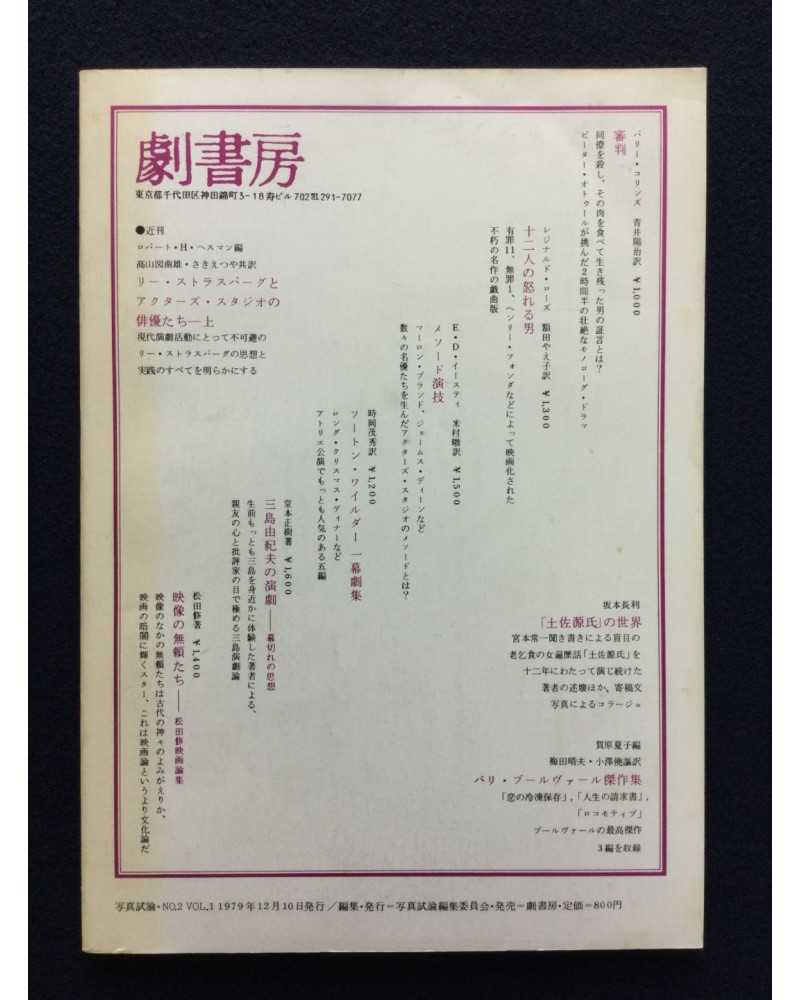 劇書房
東京都千代田区神田錦町3-18寿ビル702 ℡291-7077
バリー・コリンズ 青井陽治訳 ¥1,000
審判
同僚を殺し、その肉を食べて生き残った男の証言とは?
ピーター・オトゥールが挑んだ2時間半の壮絶なモノローグ・ドラマ
レジナルド・ローズ 額田やえ子訳 ¥1,300
十二人の怒れる男
有罪11、無罪1、ヘンリー・フォンダなどによって映画化された
不朽の名作の戯曲版
E・D・イースティ 米村晰訳 ¥1,500
メソード演技
マーロン・ブランド、ジェームス・ディーンなど
数々の名優たちを生んだアクターズ・スタジオのメソードとは?
時岡茂秀訳 ¥1,200
ソートン・ワイルダー一幕劇集
ロング・クリスマス・ディナーなど
アトリエ公演でもっとも人気のある五編
堂本正樹著 ¥1,600
三島由紀夫の演劇——幕切れの思想
生前もっとも三島を身近かに体験した著者による、
親友の心と批評家の目で極める三島演劇論
松田修著 ¥1,400
映像の無頼たち——松田修映画論集
映像のなかの無頼たちは古代の神々のよみがえりか、
映画の暗闇に輝くスター、これは映画論というより文化論だ
●近刊
ロバート・H・ヘスマン編
高山図南雄・さきえつや共訳
リー・ストラスバーグと
アクターズ・スタジオの
俳優たち—上
現代演劇活動にとって不可避の
リー・ストラスバーグの思想と
実践のすべてを明らかにする
坂本長利
「土佐源氏」の世界
宮本常一聞き書きによる盲目の
老乞食の女遍歴話「土佐源氏」を
十二年にわたって演じ続けた
著者の述壊ほか、寄稿文
写真によるコラージュ
賀原夏子編
梅田晴夫・小澤僥謳訳
パリ・ブールヴァール傑作集
「恋の冷凍保存」,「人生の請求書」,
「ロコモティブ」
ブールヴァールの最高傑作
3編を収録
写真試論・NO.2 VOL.1 1979年12月10日発行/編集・発行=写真試論編集委員会・発売=劇書房・定価=800円